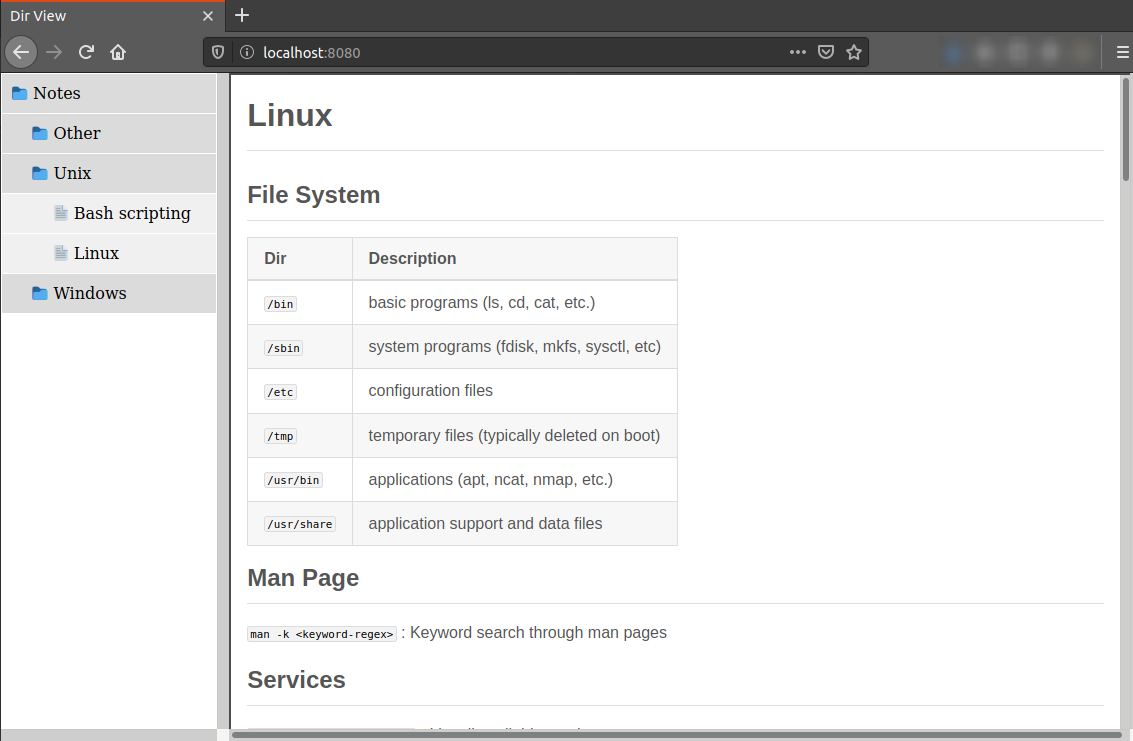 Dir View
localhost:8080
Notes
Other
Unix
Bash scripting
Linux
Windows
Linux
File System
Dir Description
/bin basic programs (ls, cd, cat, etc.)
/sbin system programs (fdisk, mkfs, sysctl, etc)
/etc configuration files
/tmp temporary files (typically deleted on boot)
/usr/bin applications (apt, ncat, nmap, etc.)
/usr/share application support and data files
Man Page
man -k <keyword-regex> : Keyword search through man pages
Services